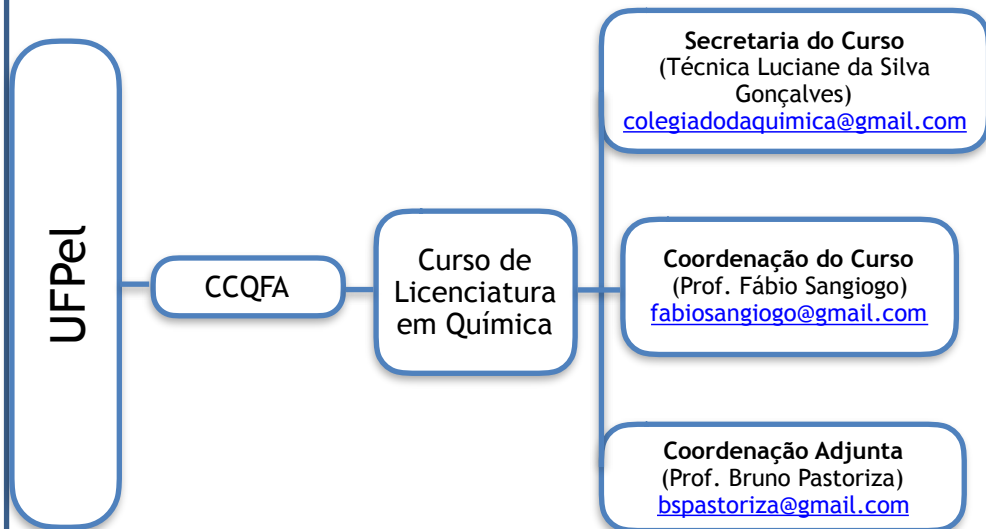 UFPel
CCQFA
Curso de
Licenciatura
em Química
Secretaria do Curso
(Técnica Luciane da Silva
Gonçalves)
colegiadodaquimica@gmail.com
Coordenação do Curso
(Prof. Fábio Sangiogo)
fabiosangiogo@gmail.com
Coordenação Adjunta
(Prof. Bruno Pastoriza)
bspastoriza@gmail.com